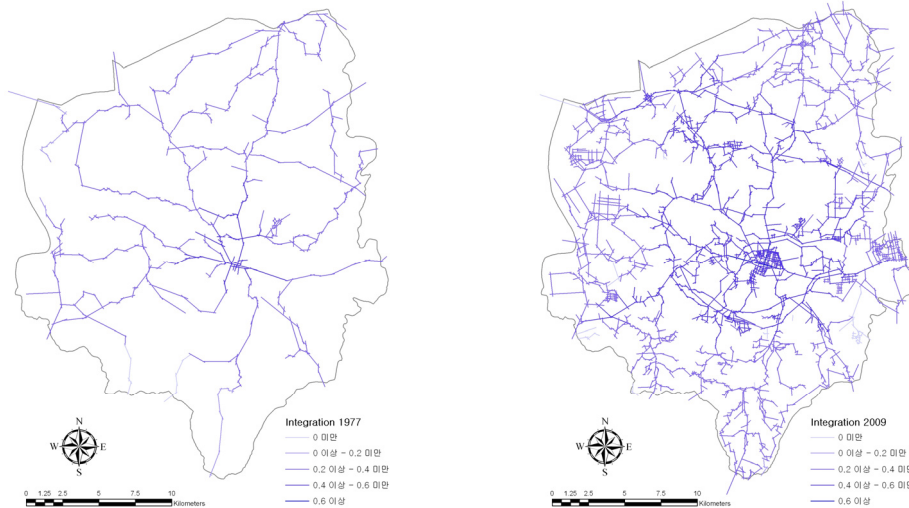 N
W E
S
0 1.25 2.5 5 7.5 10
Kilometers
Integration 1977
0 미만
0 이상 - 0.2 미만
0.2 이상 - 0.4 미만
0.4 이상 - 0.6 미만
0.6 이상
N
W E
S
0 1.25 2.5 5 7.5 10
Kilometers
Integration 2009
0 미만
0 이상 - 0.2 미만
0.2 이상 - 0.4 미만
0.4 이상 - 0.6 미만
0.6 이상